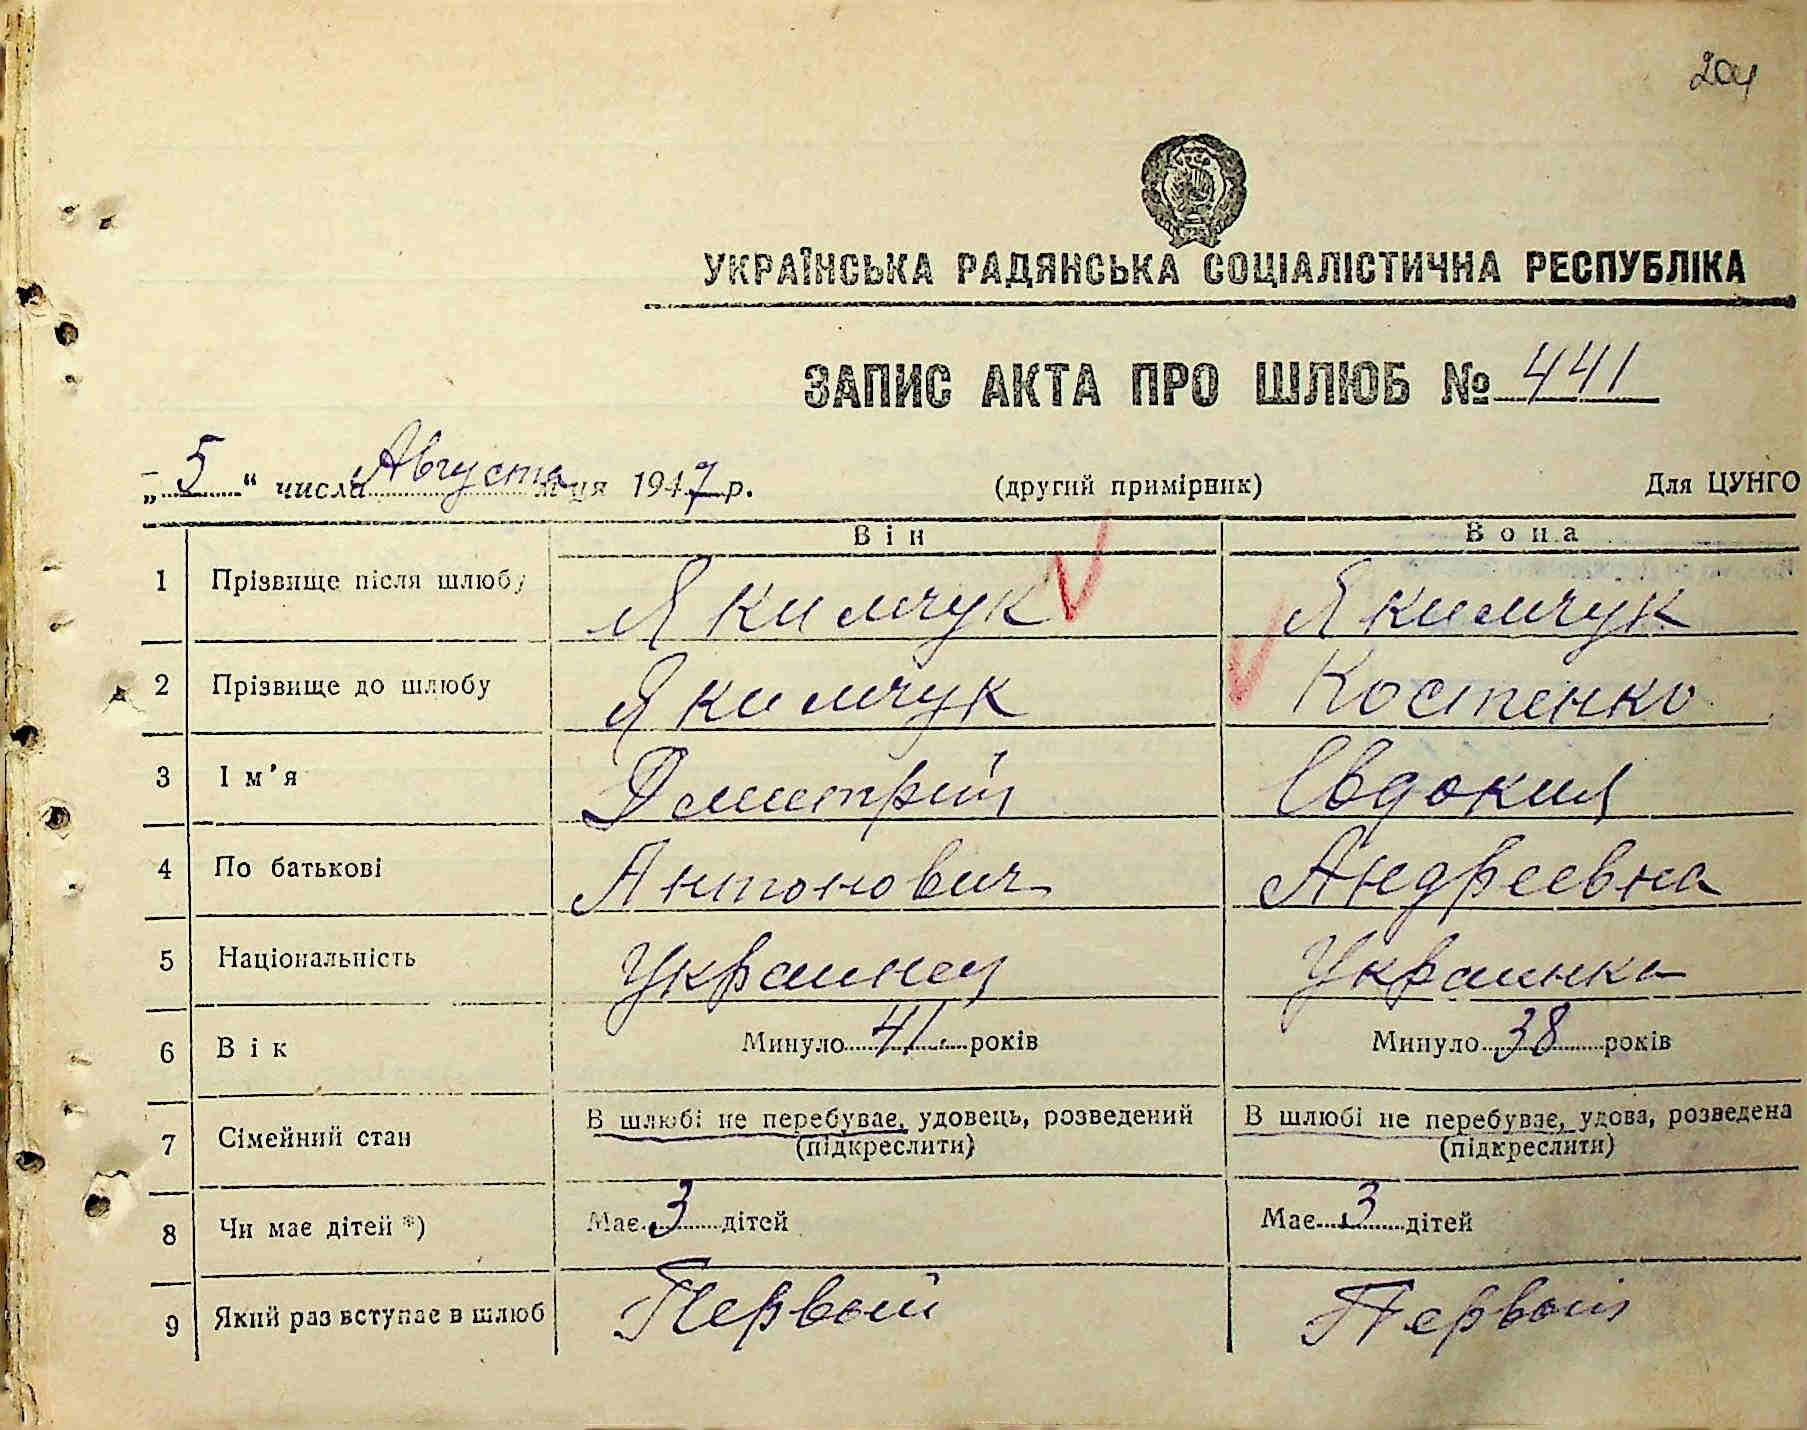 204
УКРАЇНСЬКА РАДЯНСЬКА СОЦІАЛІСТИЧНА РЕСПУБЛІКА
ЗАПИС АКТА ПРО ШЛЮБ № 441
„5“ числа Августа м-ця 1947 р. (другий примірник) Для ЦУНГО
Він Вона
1 Прізвище після шлюбу Якимчук Якимчук
2 Прізвище до шлюбу Якимчук Костенко
3 Ім'я Дмитрий Евдокия
4 По батькові Антонович Андреевна
5 Національність Украинец Украинка
6 Вік Минуло 41 років Минуло 38 років
7 Сімейний стан В шлюбі не перебуває, удовець, розведений В шлюбі не перебуває, удова, розведена
(підкреслити) (підкреслити)
8 Чи має дітей *) Має 3 дітей Має 3 дітей
9 Який раз вступає в шлюб Первый Первый